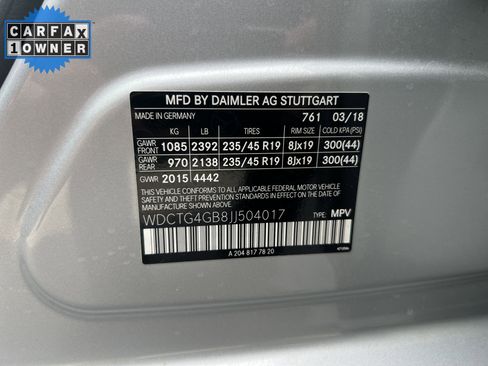 CARFAX
1 OWNER
MFD BY DAIMLER AG STUTTGART
MADE IN GERMANY 761 03/18
KG LB TIRES RIM SIZE COLD KPA (PSI)
GAWR FRONT 1085 2392 235/45 R19 8Jx19 300(44)
GAWR REAR 970 2138 235/45 R19 8Jx19 300(44)
GVWR 2015 4442
THIS VEHICLE CONFORMS TO ALL APPLICABLE FEDERAL MOTOR VEHICLE
SAFETY AND THEFT PREVENTION STANDARDS IN EFFECT
ON THE DATE OF MANUFACTURE SHOWN ABOVE.
WDCTG4GB8JJ504017 TYPE: MPV
A 204 817 78 20